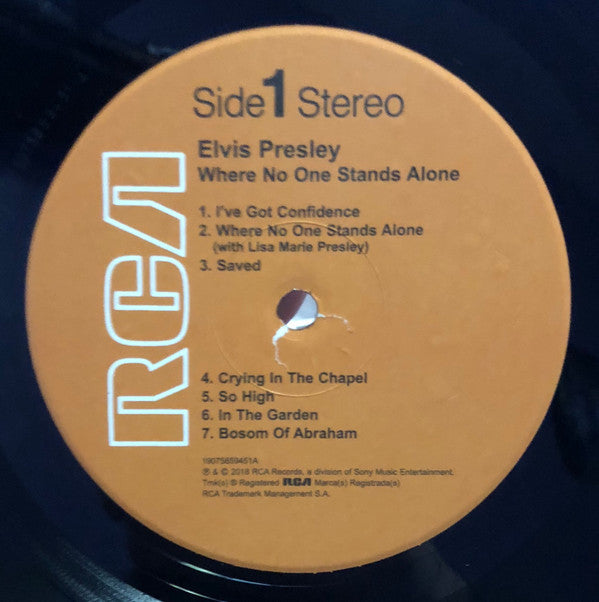 Side 1 Stereo
Elvis Presley
Where No One Stands Alone
1. I've Got Confidence
2. Where No One Stands Alone
(with Lisa Marie Presley)
3. Saved
RCA
4. Crying In The Chapel
5. So High
6. In The Garden
7. Bosom Of Abraham
19075859451A
℗ & © 2018 RCA Records, a division of Sony Music Entertainment.
Tmk(s) ® Registered RCA Marca(s) Registrada(s)
RCA Trademark Management S.A.